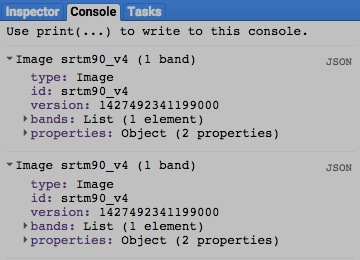 Inspector Console Tasks
Use print(...) to write to this console.
Image srtm90_v4 (1 band) JSON
type: Image
id: srtm90_v4
version: 1427492341199000
bands: List (1 element)
properties: Object (2 properties)
Image srtm90_v4 (1 band) JSON
type: Image
id: srtm90_v4
version: 1427492341199000
bands: List (1 element)
properties: Object (2 properties)